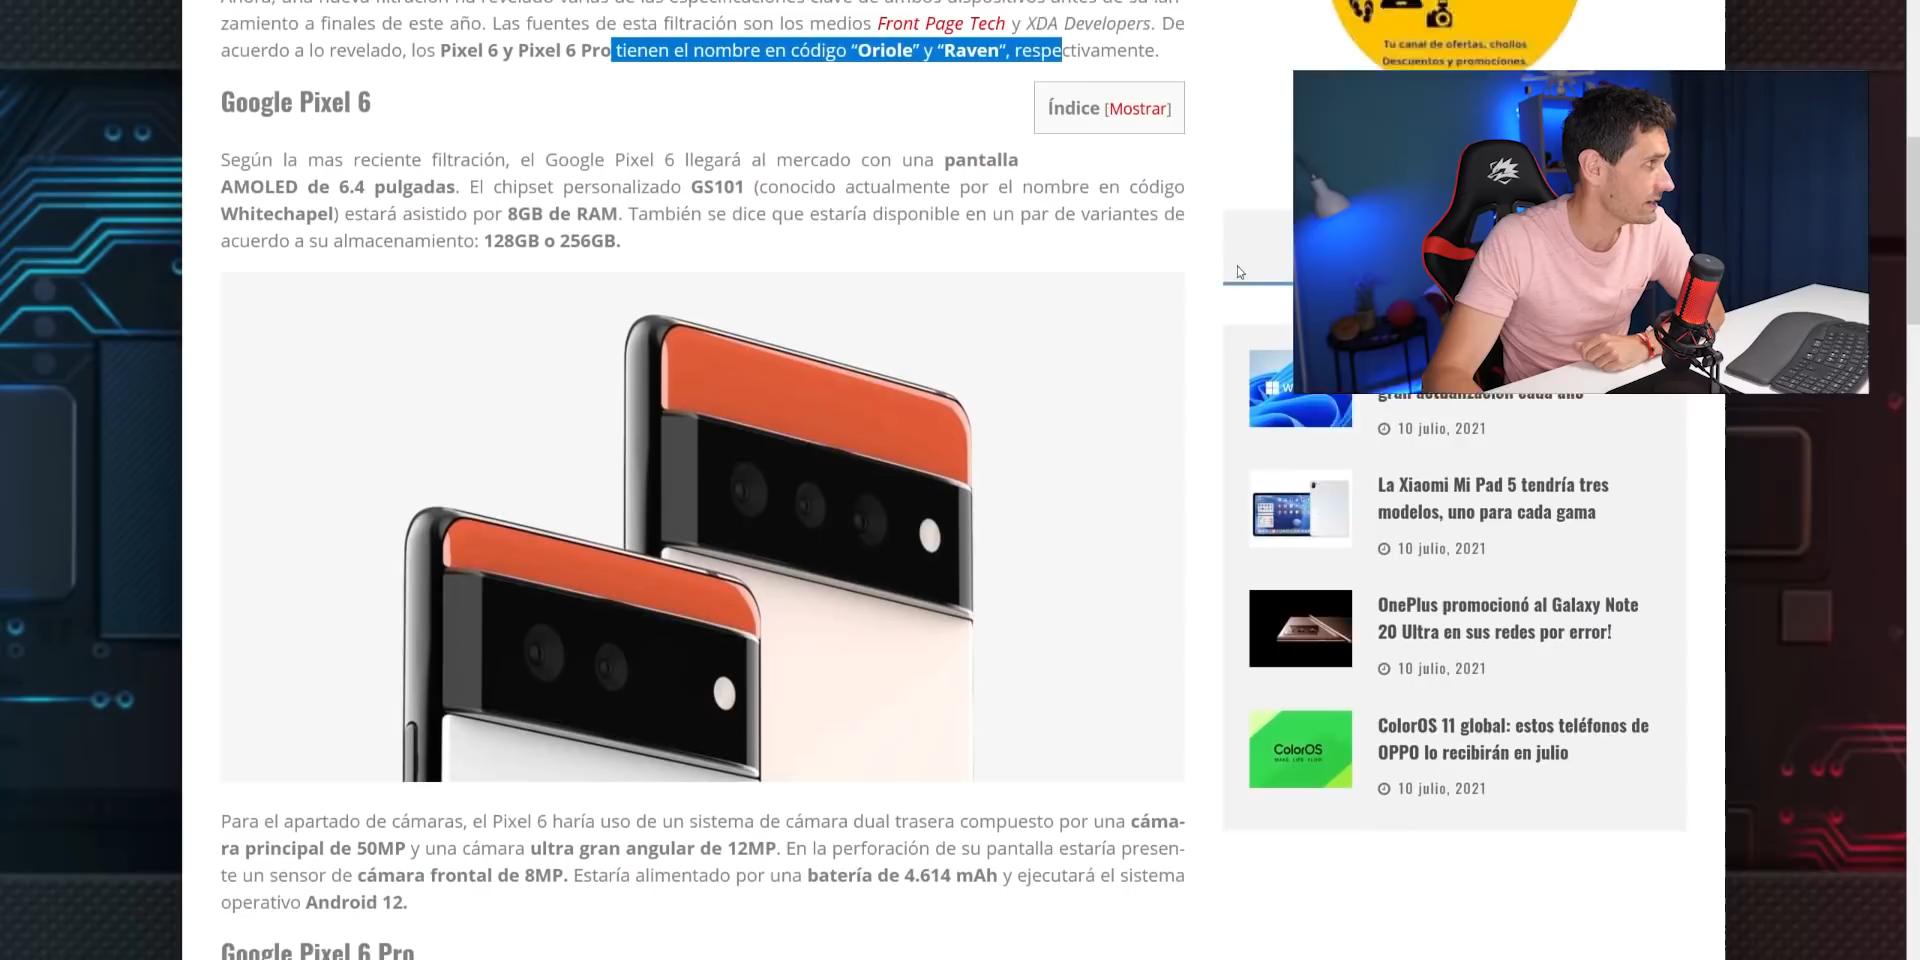 zamiento a finales de este año. Las fuentes de esta filtración son los medios Front Page Tech y XDA Developers. De
acuerdo a lo revelado, los Pixel 6 y Pixel 6 Pro tienen el nombre en código “Oriole” y “Raven“, respectivamente.
Google Pixel 6
Índice [Mostrar]
Según la mas reciente filtración, el Google Pixel 6 llegará al mercado con una pantalla
AMOLED de 6.4 pulgadas. El chipset personalizado GS101 (conocido actualmente por el nombre en código
Whitechapel) estará asistido por 8GB de RAM. También se dice que estaría disponible en un par de variantes de
acuerdo a su almacenamiento: 128GB o 256GB.
Para el apartado de cámaras, el Pixel 6 haría uso de un sistema de cámara dual trasera compuesto por una cáma-
ra principal de 50MP y una cámara ultra gran angular de 12MP. En la perforación de su pantalla estaría presen-
te un sensor de cámara frontal de 8MP. Estaría alimentado por una batería de 4.614 mAh y ejecutará el sistema
operativo Android 12.
Google Pixel 6 Pro
Tu canal de ofertas, chollos
Descuentos y promociones,
gran actualización cada año
10 julio, 2021
La Xiaomi Mi Pad 5 tendría tres
modelos, uno para cada gama
10 julio, 2021
OnePlus promocionó al Galaxy Note
20 Ultra en sus redes por error!
10 julio, 2021
ColorOS
ColorOS 11 global: estos teléfonos de
OPPO lo recibirán en julio
10 julio, 2021